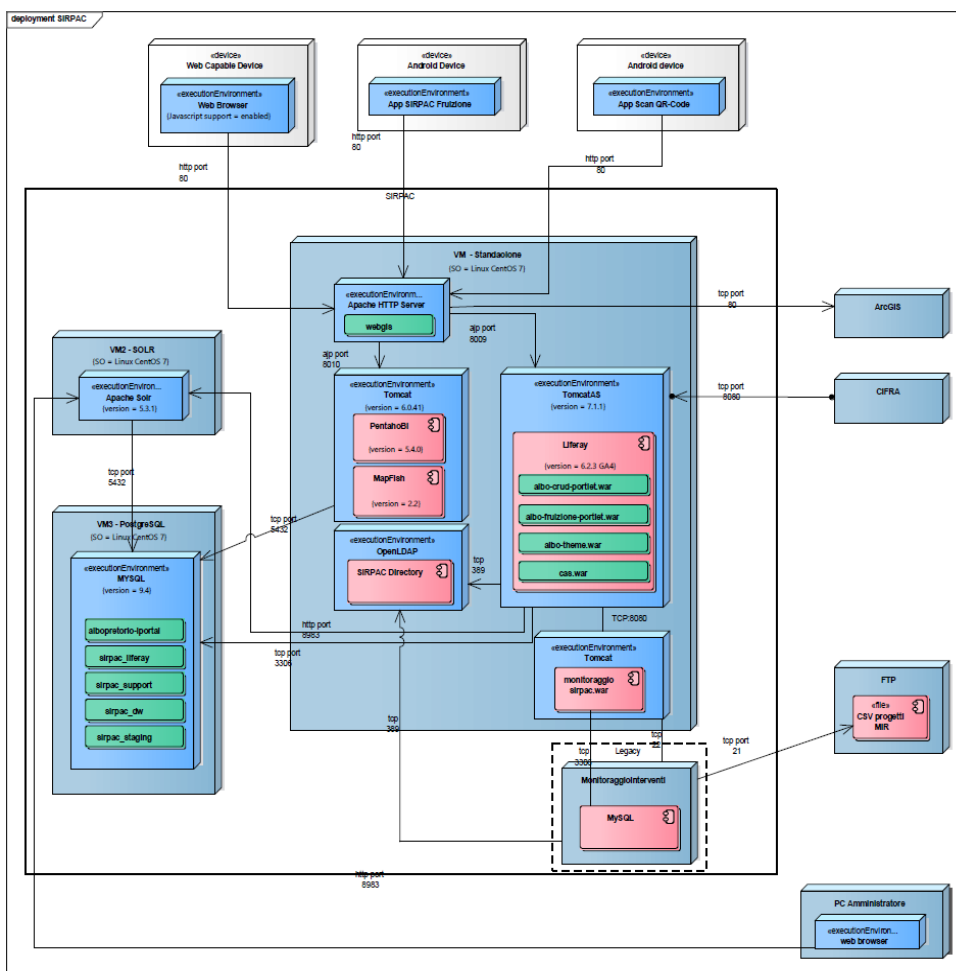 deployment SIRPAC
«device»
Web Capable Device
«executionEnvironment»
Web Browser
(Javascript support = enabled)
«device»
Android Device
«executionEnvironment»
App SIRPAC Fruizione
«device»
Android device
«executionEnvironment»
App Scan QR-Code
http port
80
http port
80
http port
80
SIRPAC
VM - Standaolone
(SO = Linux CentOS 7)
«executionEnvironm...
Apache HTTP Server
webgis
tcp port
80
ArcGIS
ajp port
8010
ajp port
8009
VM2 - SOLR
(SO = Linux CentOS 7)
«executionEnviron...
Apache Solr
(version = 5.3.1)
«executionEnvironment»
Tomcat
(version = 6.0.41)
PentahoBI
(version = 5.4.0)
MapFish
(version = 2.2)
«executionEnvironment»
TomcatAS
(version = 7.1.1)
Liferay
(version = 6.2.3 GA4)
albo-crud-portlet.war
albo-fruizione-portlet.war
albo-theme.war
cas.war
tcp port
8080
CIFRA
tcp port
5432
tcp port
5432
VM3 - PostgreSQL
(SO = Linux CentOS 7)
«executionEnvironment»
MYSQL
(version = 9.4)
albopretorio-lportal
sirpac_liferay
sirpac_support
sirpac_dw
sirpac_staging
«executionEnvironment»
OpenLDAP
SIRPAC Directory
tcp
389
http port
8983
tcp port
3306
TCP:8080
«executionEnvironment»
Tomcat
monitoraggio
sirpac.war
tcp
389
tcp
3306
tcp
22
Legacy
MonitoraggioInterventi
MySQL
tcp port
21
FTP
«file»
CSV progetti
MIR
http port
8983
PC Amministratore
«executionEnviron...
web browser